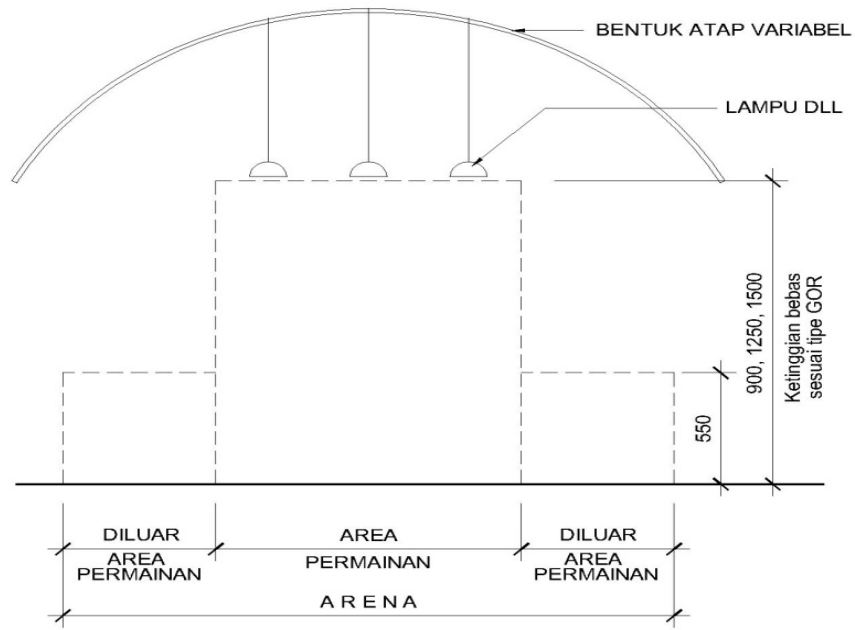 BENTUK ATAP VARIABEL
LAMPU DLL
900, 1250, 1500
Ketinggian bebas
sesuai tipe GOR
550
DILUAR
AREA
PERMAINAN
AREA
PERMAINAN
DILUAR
AREA
PERMAINAN
ARENA